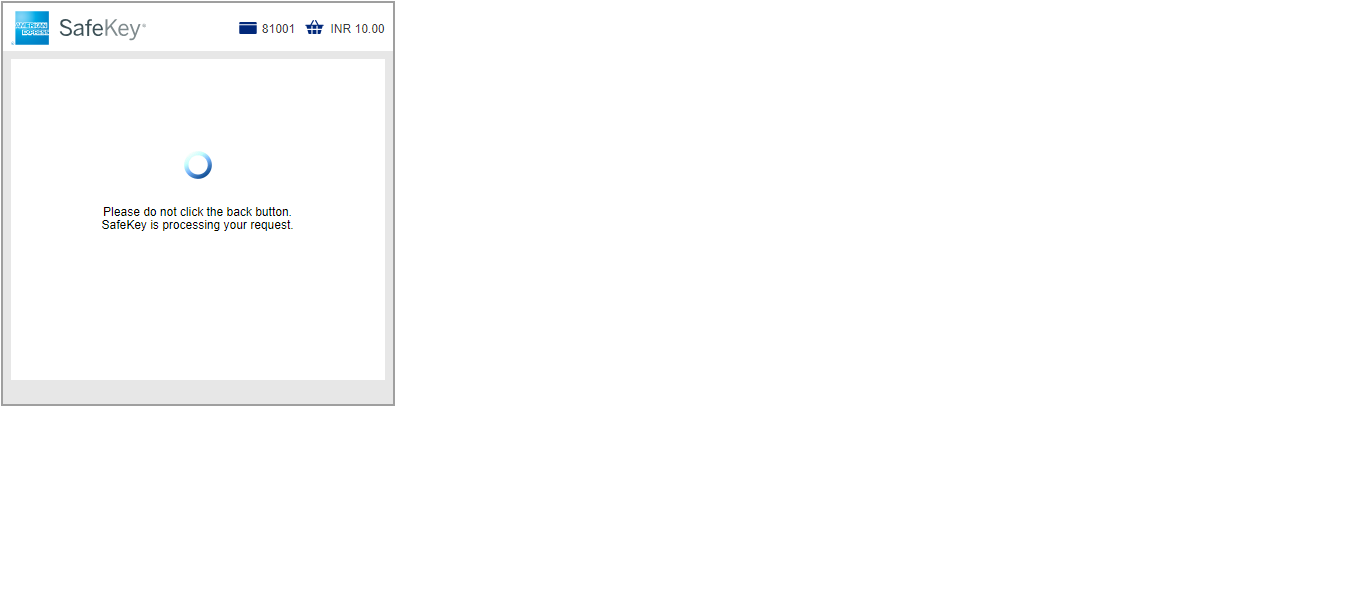 AMERICAN
EXPRESS
SafeKey®
81001
INR 10.00
Please do not click the back button.
SafeKey is processing your request.